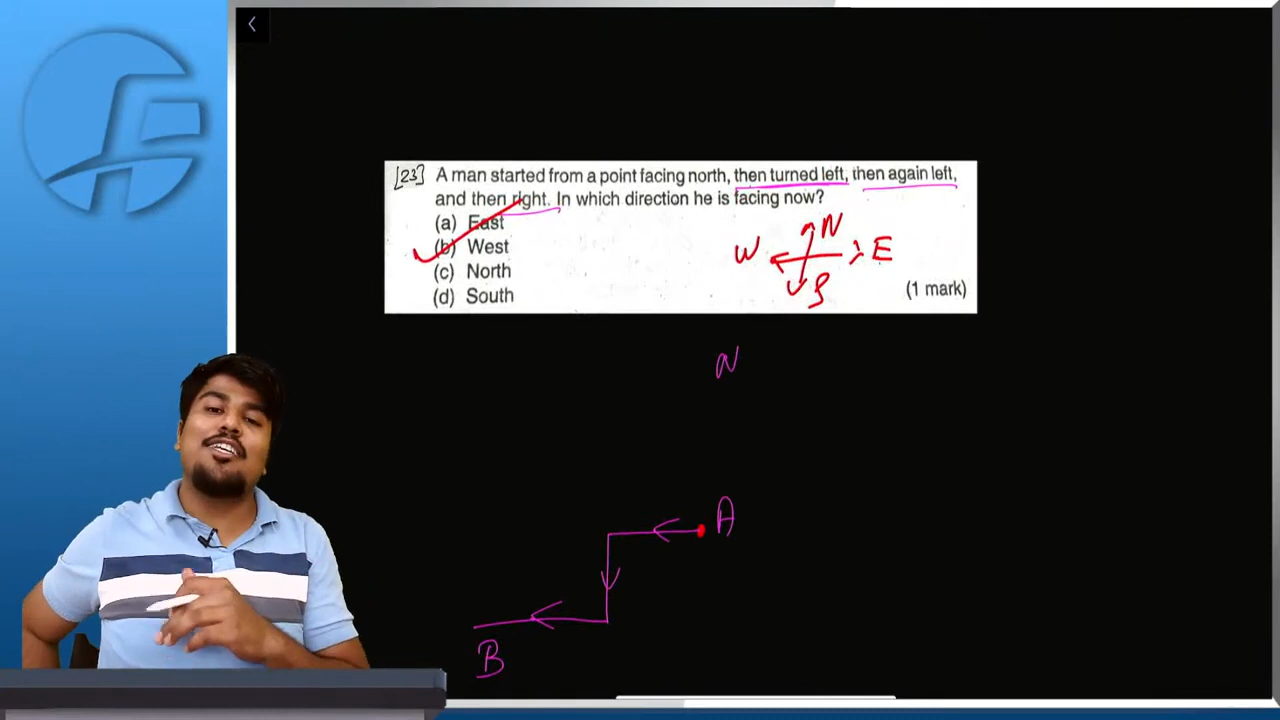 [23] A man started from a point facing north, then turned left, then again left,
and then right. In which direction he is facing now?
(a) East
(b) West
(c) North
(d) South
(1 mark)
N
W
E
S
N
A
B